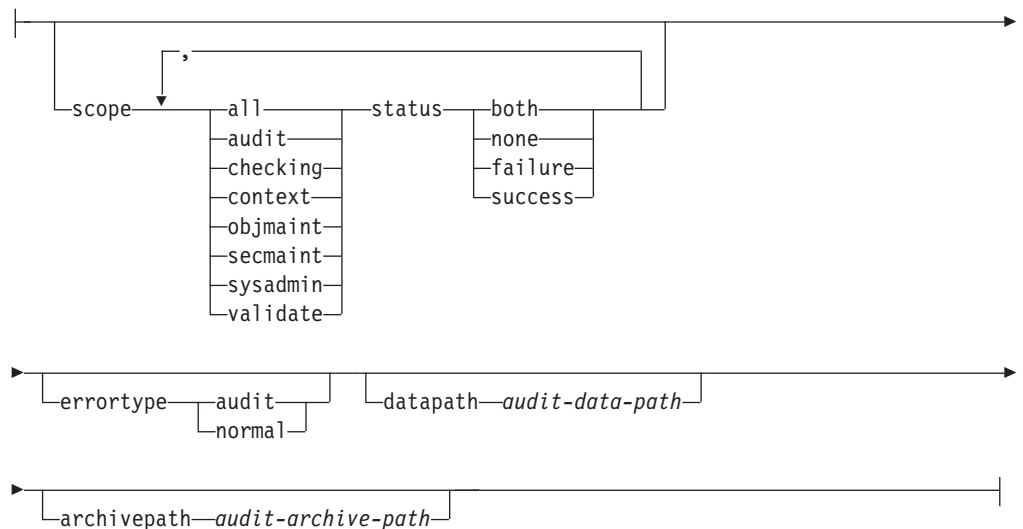 ,
scope all status both
audit none
checking failure
context success
objmaint
secmaint
sysadmin
validate
errortype audit datapath audit-data-path
normal
archivepath audit-archive-path